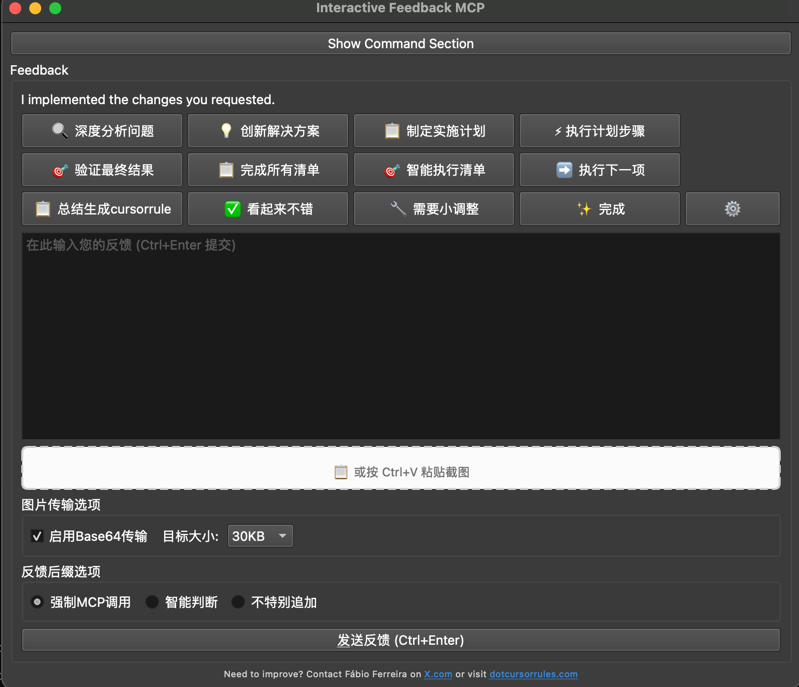 Interactive Feedback MCP
Show Command Section
Feedback
I implemented the changes you requested.
🔍 深度分析问题 💡 创新解决方案 📋 制定实施计划 ⚡ 执行计划步骤
🎯 验证最终结果 📋 完成所有清单 🎯 智能执行清单 ➡️ 执行下一项
📋 总结生成cursorrule ✅ 看起来不错 🔧 需要小调整 ✨ 完成 ⚙️
在此输入您的反馈 (Ctrl+Enter 提交)
📋 或按 Ctrl+V 粘贴截图
图片传输选项
启用Base64传输 目标大小: 30KB
反馈后缀选项
强制MCP调用 智能判断 不特别追加
发送反馈 (Ctrl+Enter)
Need to improve? Contact Fábio Ferreira on X.com or visit dotcursorrules.com